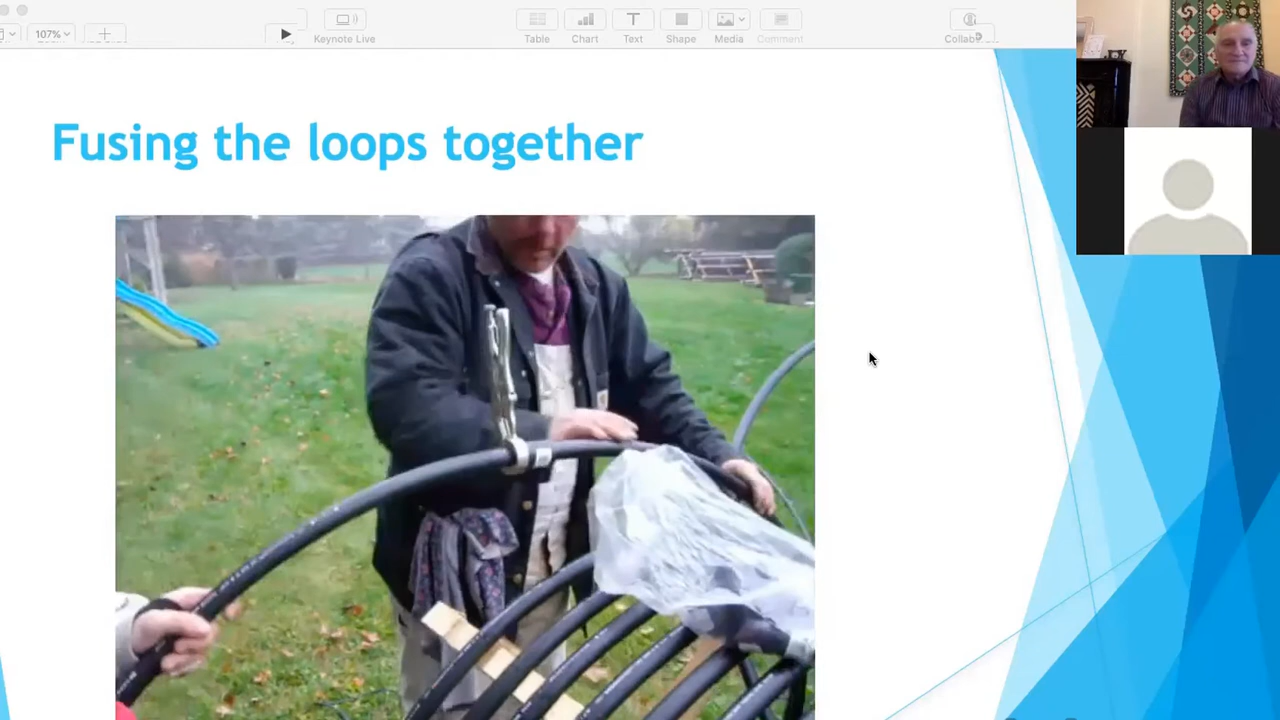 107%
Keynote Live
Table
Chart
Text
Shape
Media
Comment
Fusing the loops together